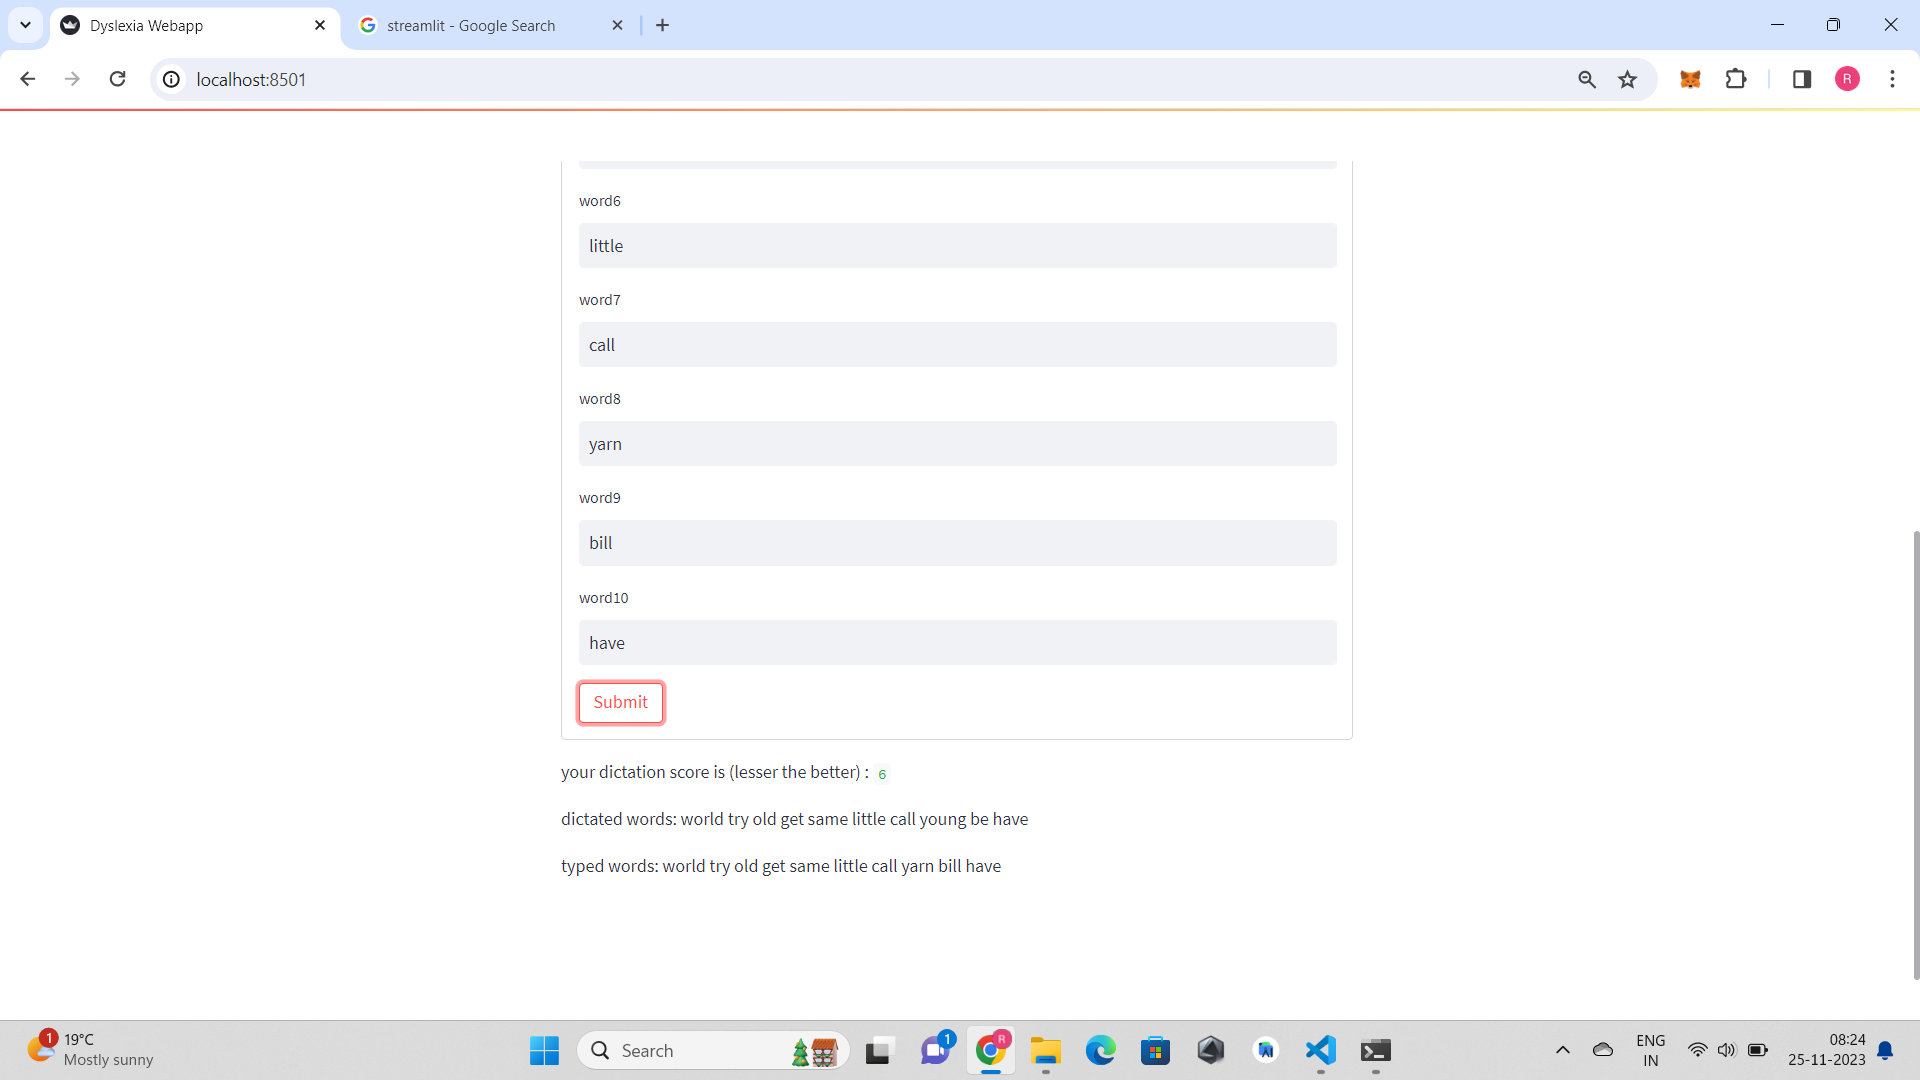 Dyslexia Webapp
streamlit - Google Search
localhost:8501
R
word6
little
word7
call
word8
yarn
word9
bill
word10
have
Submit
your dictation score is (lesser the better) : 6
dictated words: world try old get same little call young be have
typed words: world try old get same little call yarn bill have
1
19°C
Mostly sunny
Search
1
R
ENG
IN
08:24
25-11-2023